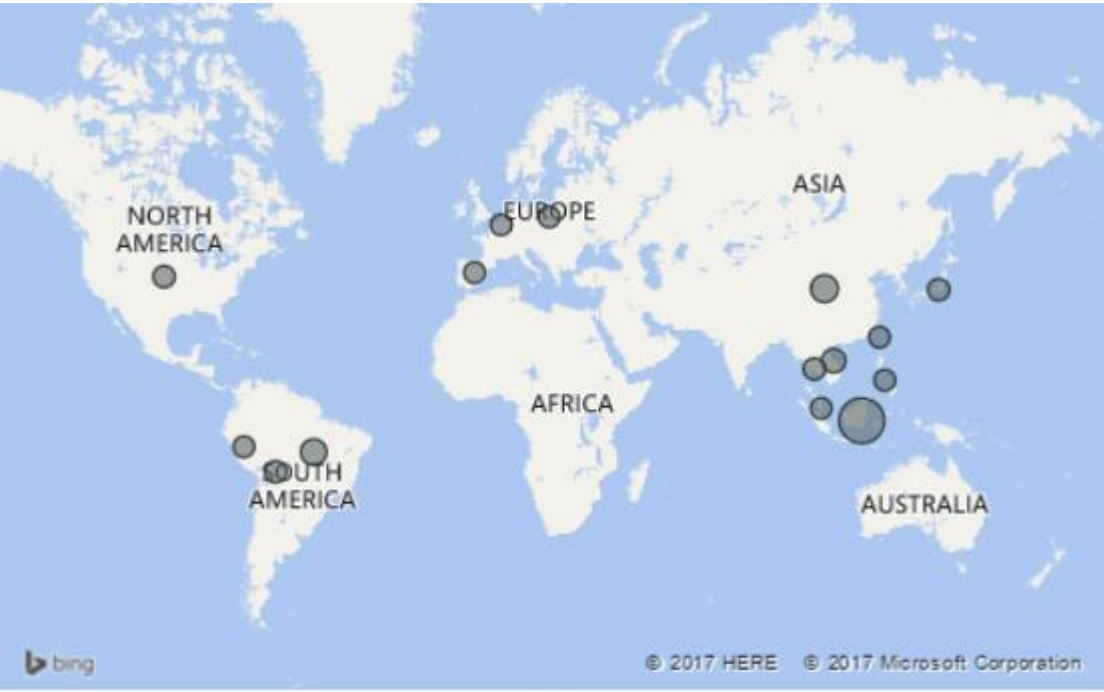 ASIA
NORTH
AMERICA
EUROPE
AFRICA
SOUTH
AMERICA
AUSTRALIA
bing
© 2017 HERE © 2017 Microsoft Corporation